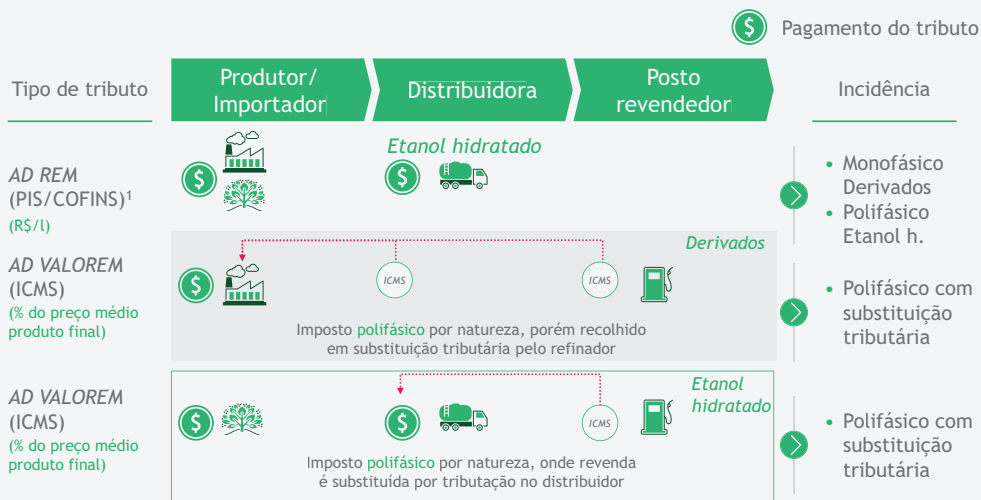 Pagamento do tributo
Tipo de tributo
Produtor/
Importador
Distribuidora
Posto
revendedor
Incidência
AD REM
(PIS/COFINS)¹
(R$/l)
$
Etanol hidratado
$
• Monofásico
Derivados
• Polifásico
Etanol h.
AD VALOREM
(ICMS)
(% do preço médio
produto final)
Derivados
$
ICMS
ICMS
Imposto polifásico por natureza, porém recolhido
em substituição tributária pelo refinador
• Polifásico com
substituição
tributária
AD VALOREM
(ICMS)
(% do preço médio
produto final)
Etanol
hidratado
$
$
ICMS
Imposto polifásico por natureza, onde revenda
é substituída por tributação no distribuidor
• Polifásico com
substituição
tributária